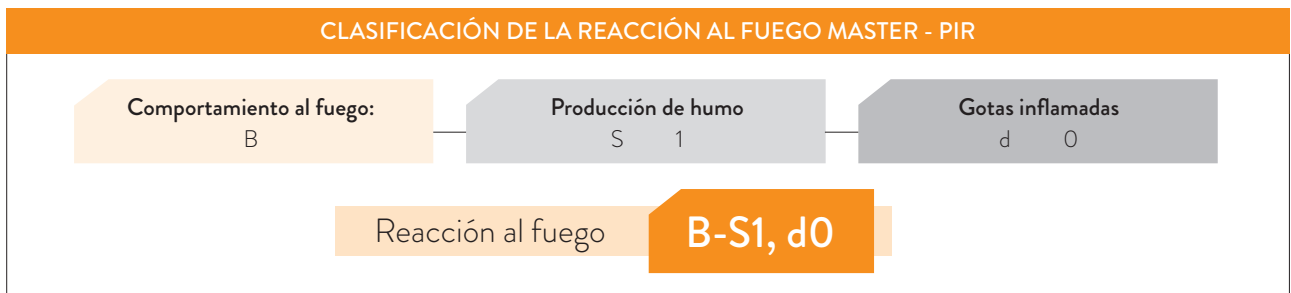 CLASIFICACIÓN DE LA REACCIÓN AL FUEGO MASTER - PIR
Comportamiento al fuego:
B
Producción de humo
S 1
Gotas inflamadas
d 0
Reacción al fuego
B-S1, d0